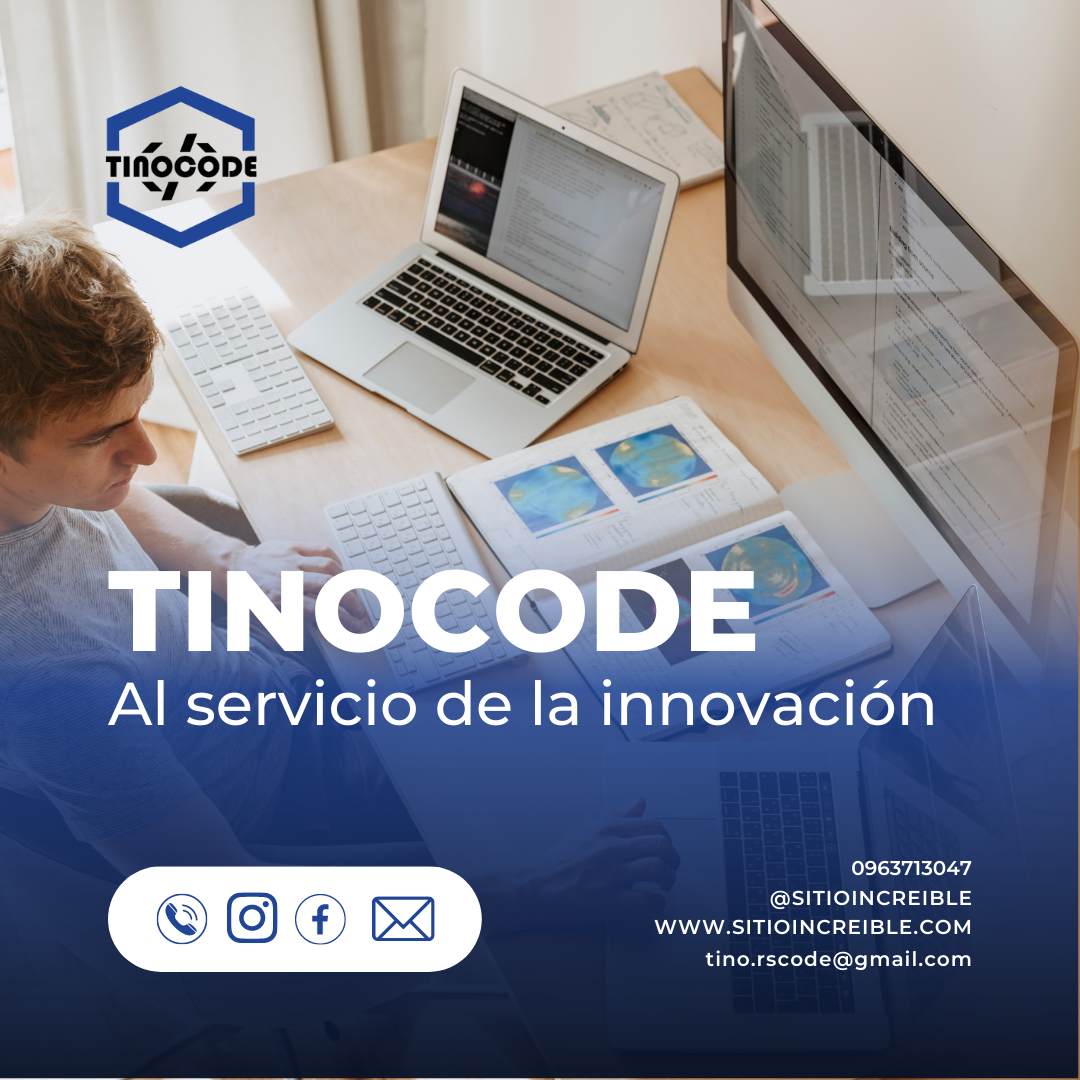 TINOCODE
TINOCODE
Al servicio de la innovación
0963713047
@SITIOINCREIBLE
WWW.SITIOINCREIBLE.COM
tino.rscode@gmail.com